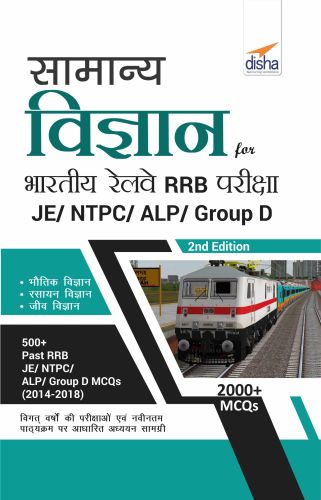 disha
Nurturing Ambitions
सामान्य
विज्ञान for
भारतीय रेलवे RRB परीक्षा
JE/ NTPC/ ALP/ Group D
2nd Edition
• भौतिक विज्ञान
• रसायन विज्ञान
• जीव विज्ञान
500+
Past RRB
JE/ NTPC/
ALP/ Group D MCQs
(2014-2018)
2000+
MCQs
विगत् वर्षो की परीक्षाओं एवं नवीनतम
पाठ्यक्रम पर आधारित अध्ययन सामग्री